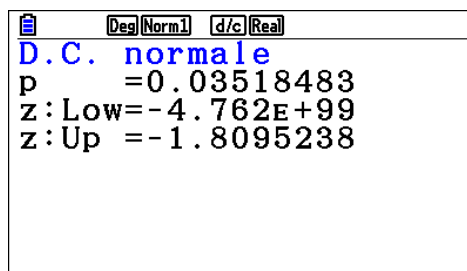 Deg Norm1 d/c Real
D.C. normale
p =0.03518483
z:Low=-4.762E+99
z:Up =-1.8095238